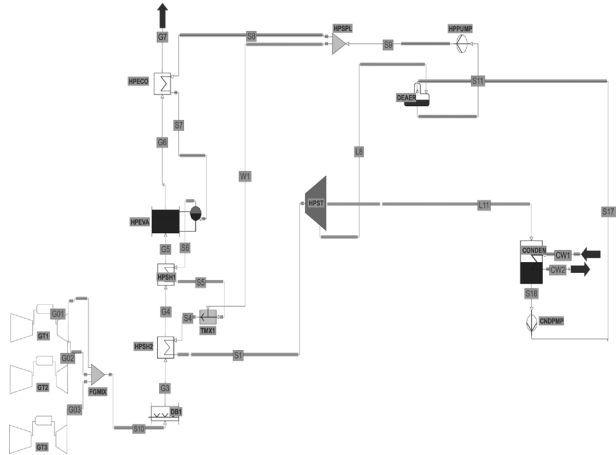 G7
S8
HPSPL
S9
HPPUMP
HPECO
S11
DEAER
S7
G6
L6
W1
HPST
L11
S17
HPEVA
G5
S6
CONDEN
CW1
CW2
HPSH1
S5
S16
G4
S4
TMX1
CNDPMP
G01
GT1
HPSH2
S1
G02
GT2
FGMIX
G3
G03
DB1
S10
GT3